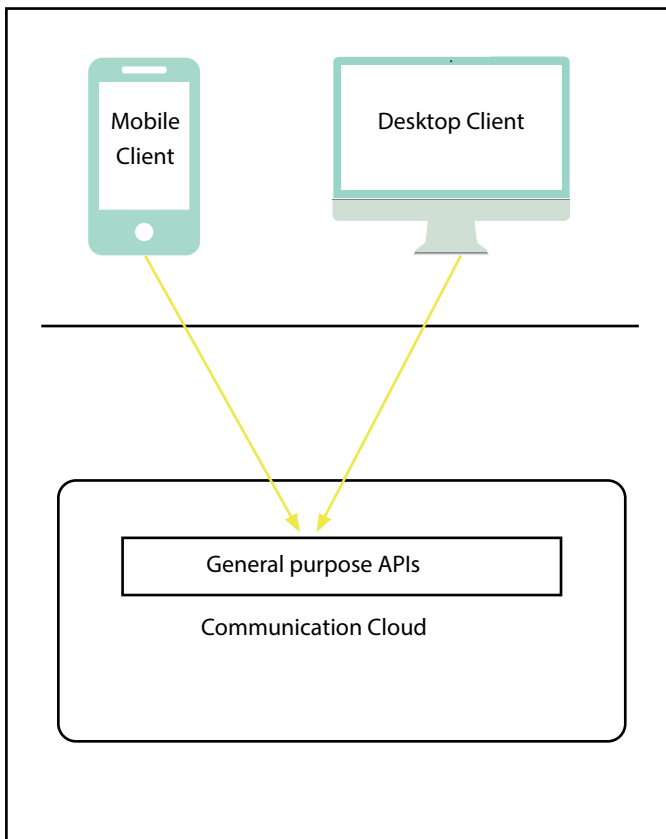 Mobile
Client
Desktop Client
General purpose APIs
Communication Cloud